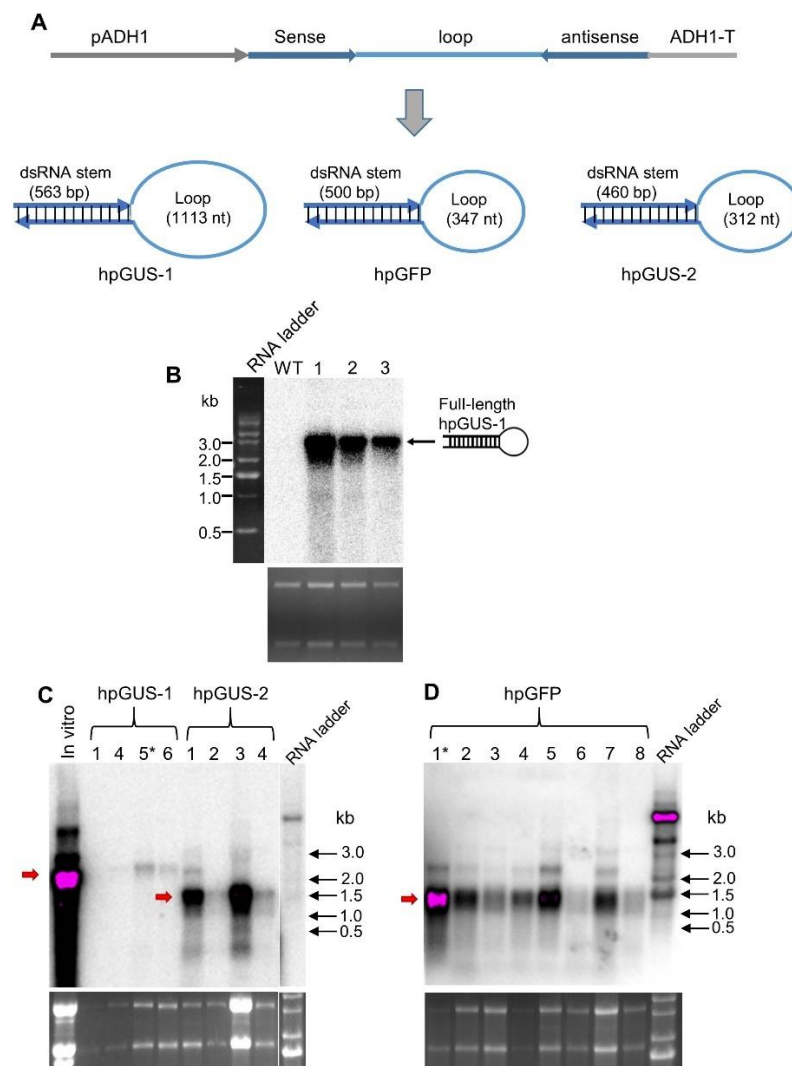 A
pADH1 Sense loop antisense ADH1-T
dsRNA stem
(563 bp)
Loop
(1113 nt)
hpGUS-1
dsRNA stem
(500 bp)
Loop
(347 nt)
hpGFP
dsRNA stem
(460 bp)
Loop
(312 nt)
hpGUS-2
B
RNA ladder
WT 1 2 3
kb
3.0
2.0
1.5
1.0
0.5
Full-length
hpGUS-1
C
In vitro
hpGUS-1 hpGUS-2
1 4 5* 6 1 2 3 4
RNA ladder
kb
3.0
2.0
1.5
1.0
0.5
D
hpGFP
1* 2 3 4 5 6 7 8
RNA ladder
kb
3.0
2.0
1.5
1.0
0.5